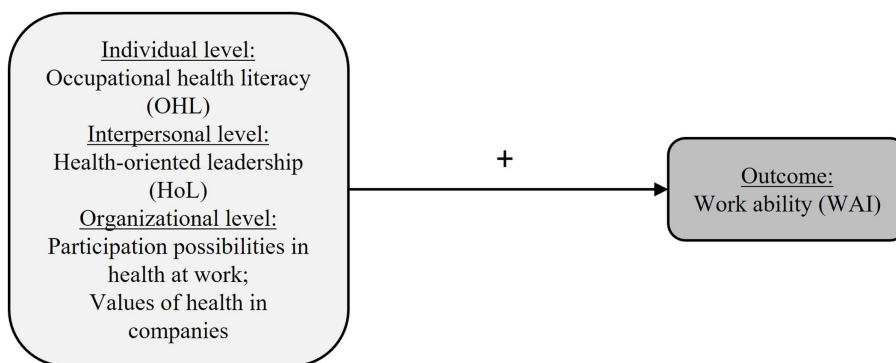 Individual level:
Occupational health literacy
(OHL)
Interpersonal level:
Health-oriented leadership
(HoL)
Organizational level:
Participation possibilities in
health at work;
Values of health in
companies
+
Outcome:
Work ability (WAI)